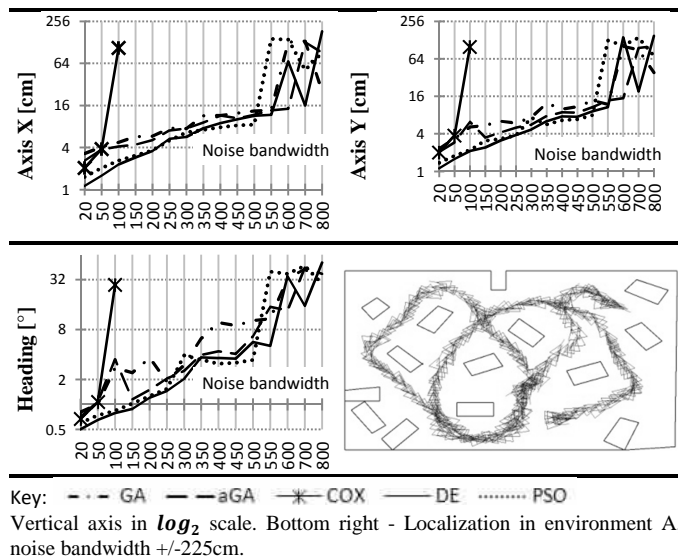 256
64
16
4
1
Axis X [cm]
Noise bandwidth
20 50 100 150 200 250 300 350 400 450 500 550 600 700 800
256
64
16
4
1
Axis Y [cm]
Noise bandwidth
20 50 100 150 200 250 300 350 400 450 500 550 600 700 800
32
8
2
0.5
Heading [°]
Noise bandwidth
20 50 100 150 200 250 300 350 400 450 500 550 600 700 800
Key: GA aGA COX DE PSO
Vertical axis in log₂ scale. Bottom right - Localization in environment A
noise bandwidth +/-225cm.